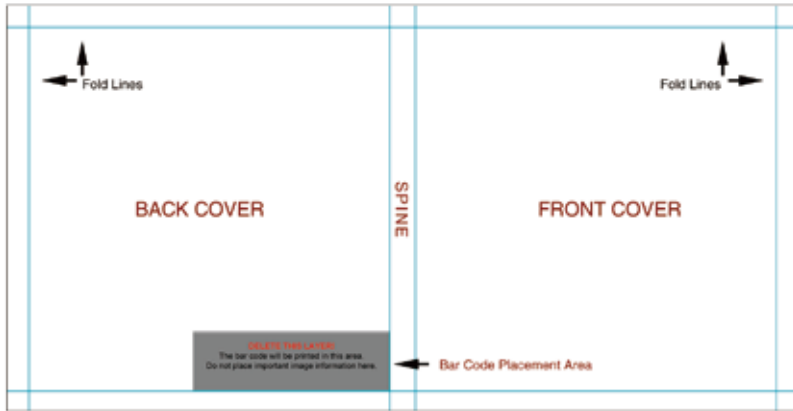 Fold Lines
Fold Lines
BACK COVER
SPINE
FRONT COVER
DELETE THIS LAYER!
The bar code will be printed in this area.
Do not place important image information here.
Bar Code Placement Area